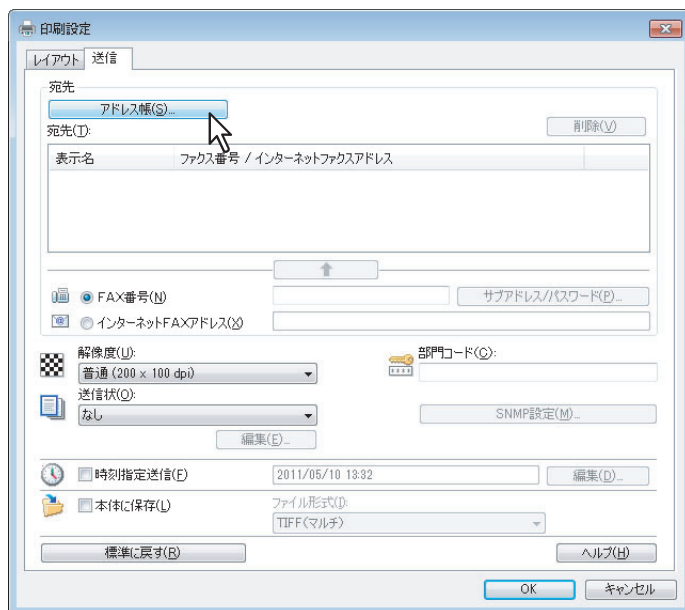 印刷設定
レイアウト 送信
宛先
アドレス帳(S)...
宛先(T):
削除(V)
表示名 ファクス番号 / インターネットファクスアドレス
FAX番号(N) サブアドレス/パスワード(P)...
インターネットFAXアドレス(X)
解像度(U): 部門コード(C):
普通 (200 x 100 dpi)
送信状(O):
なし SNMP設定(M)...
編集(E)...
時刻指定送信(F) 2011/05/10 13:32 編集(D)...
本体に保存(L) ファイル形式(I):
TIFF(マルチ)
標準に戻す(R) ヘルプ(H)
OK キャンセル